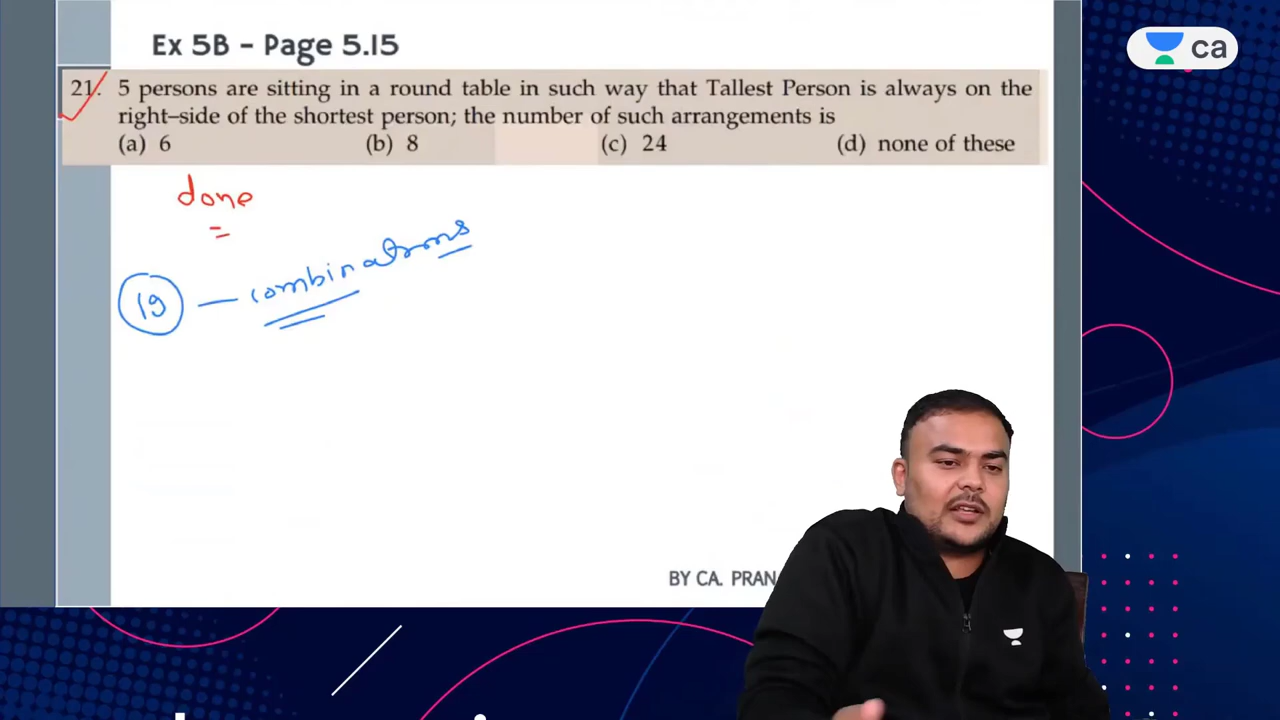 Ex 5B - Page 5.15
ca
21. 5 persons are sitting in a round table in such way that Tallest Person is always on the
right–side of the shortest person; the number of such arrangements is
(a) 6 (b) 8 (c) 24 (d) none of these
done
19 — combinations
BY CA.